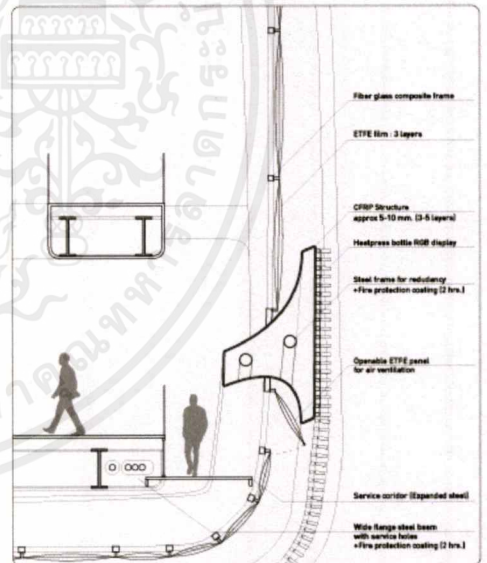 Fiber glass composite frame
ETFE film : 3 layers
CFRP Structure
approx 5-10 mm. (3-5 layers)
Heatpress bottle RGB display
Steel frame for redudancy
+Fire protection coating (2 hrs.)
Openable ETFE panel
for air ventilation
Service coridor (Expanded steel)
Wide flange steel beam
with service holes
+Fire protection coating (2 hrs.)